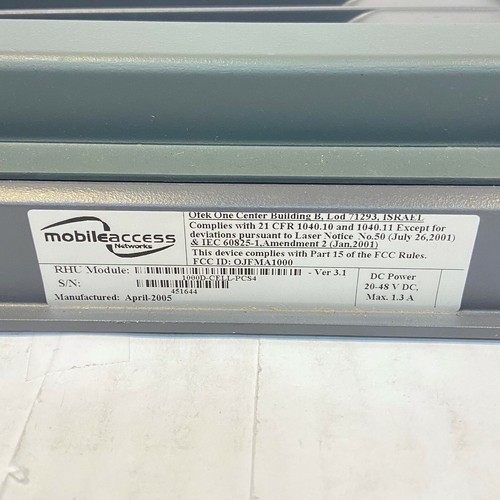 Ofek One Center Building B, Lod 71293, ISRAEL
Complies with 21 CFR 1040.10 and 1040.11 Except for
deviations pursuant to Laser Notice No.50 (July 26,2001)
& IEC 60825-1,Amendment 2 (Jan,2001)
This device complies with Part 15 of the FCC Rules.
FCC ID: OJFMA1000
mobileaccess
Networks
RHU Module: - Ver 3.1
1000D-CELL-PCS4
S/N:
451644
Manufactured: April-2005
DC Power
20-48 V DC,
Max. 1.3 A